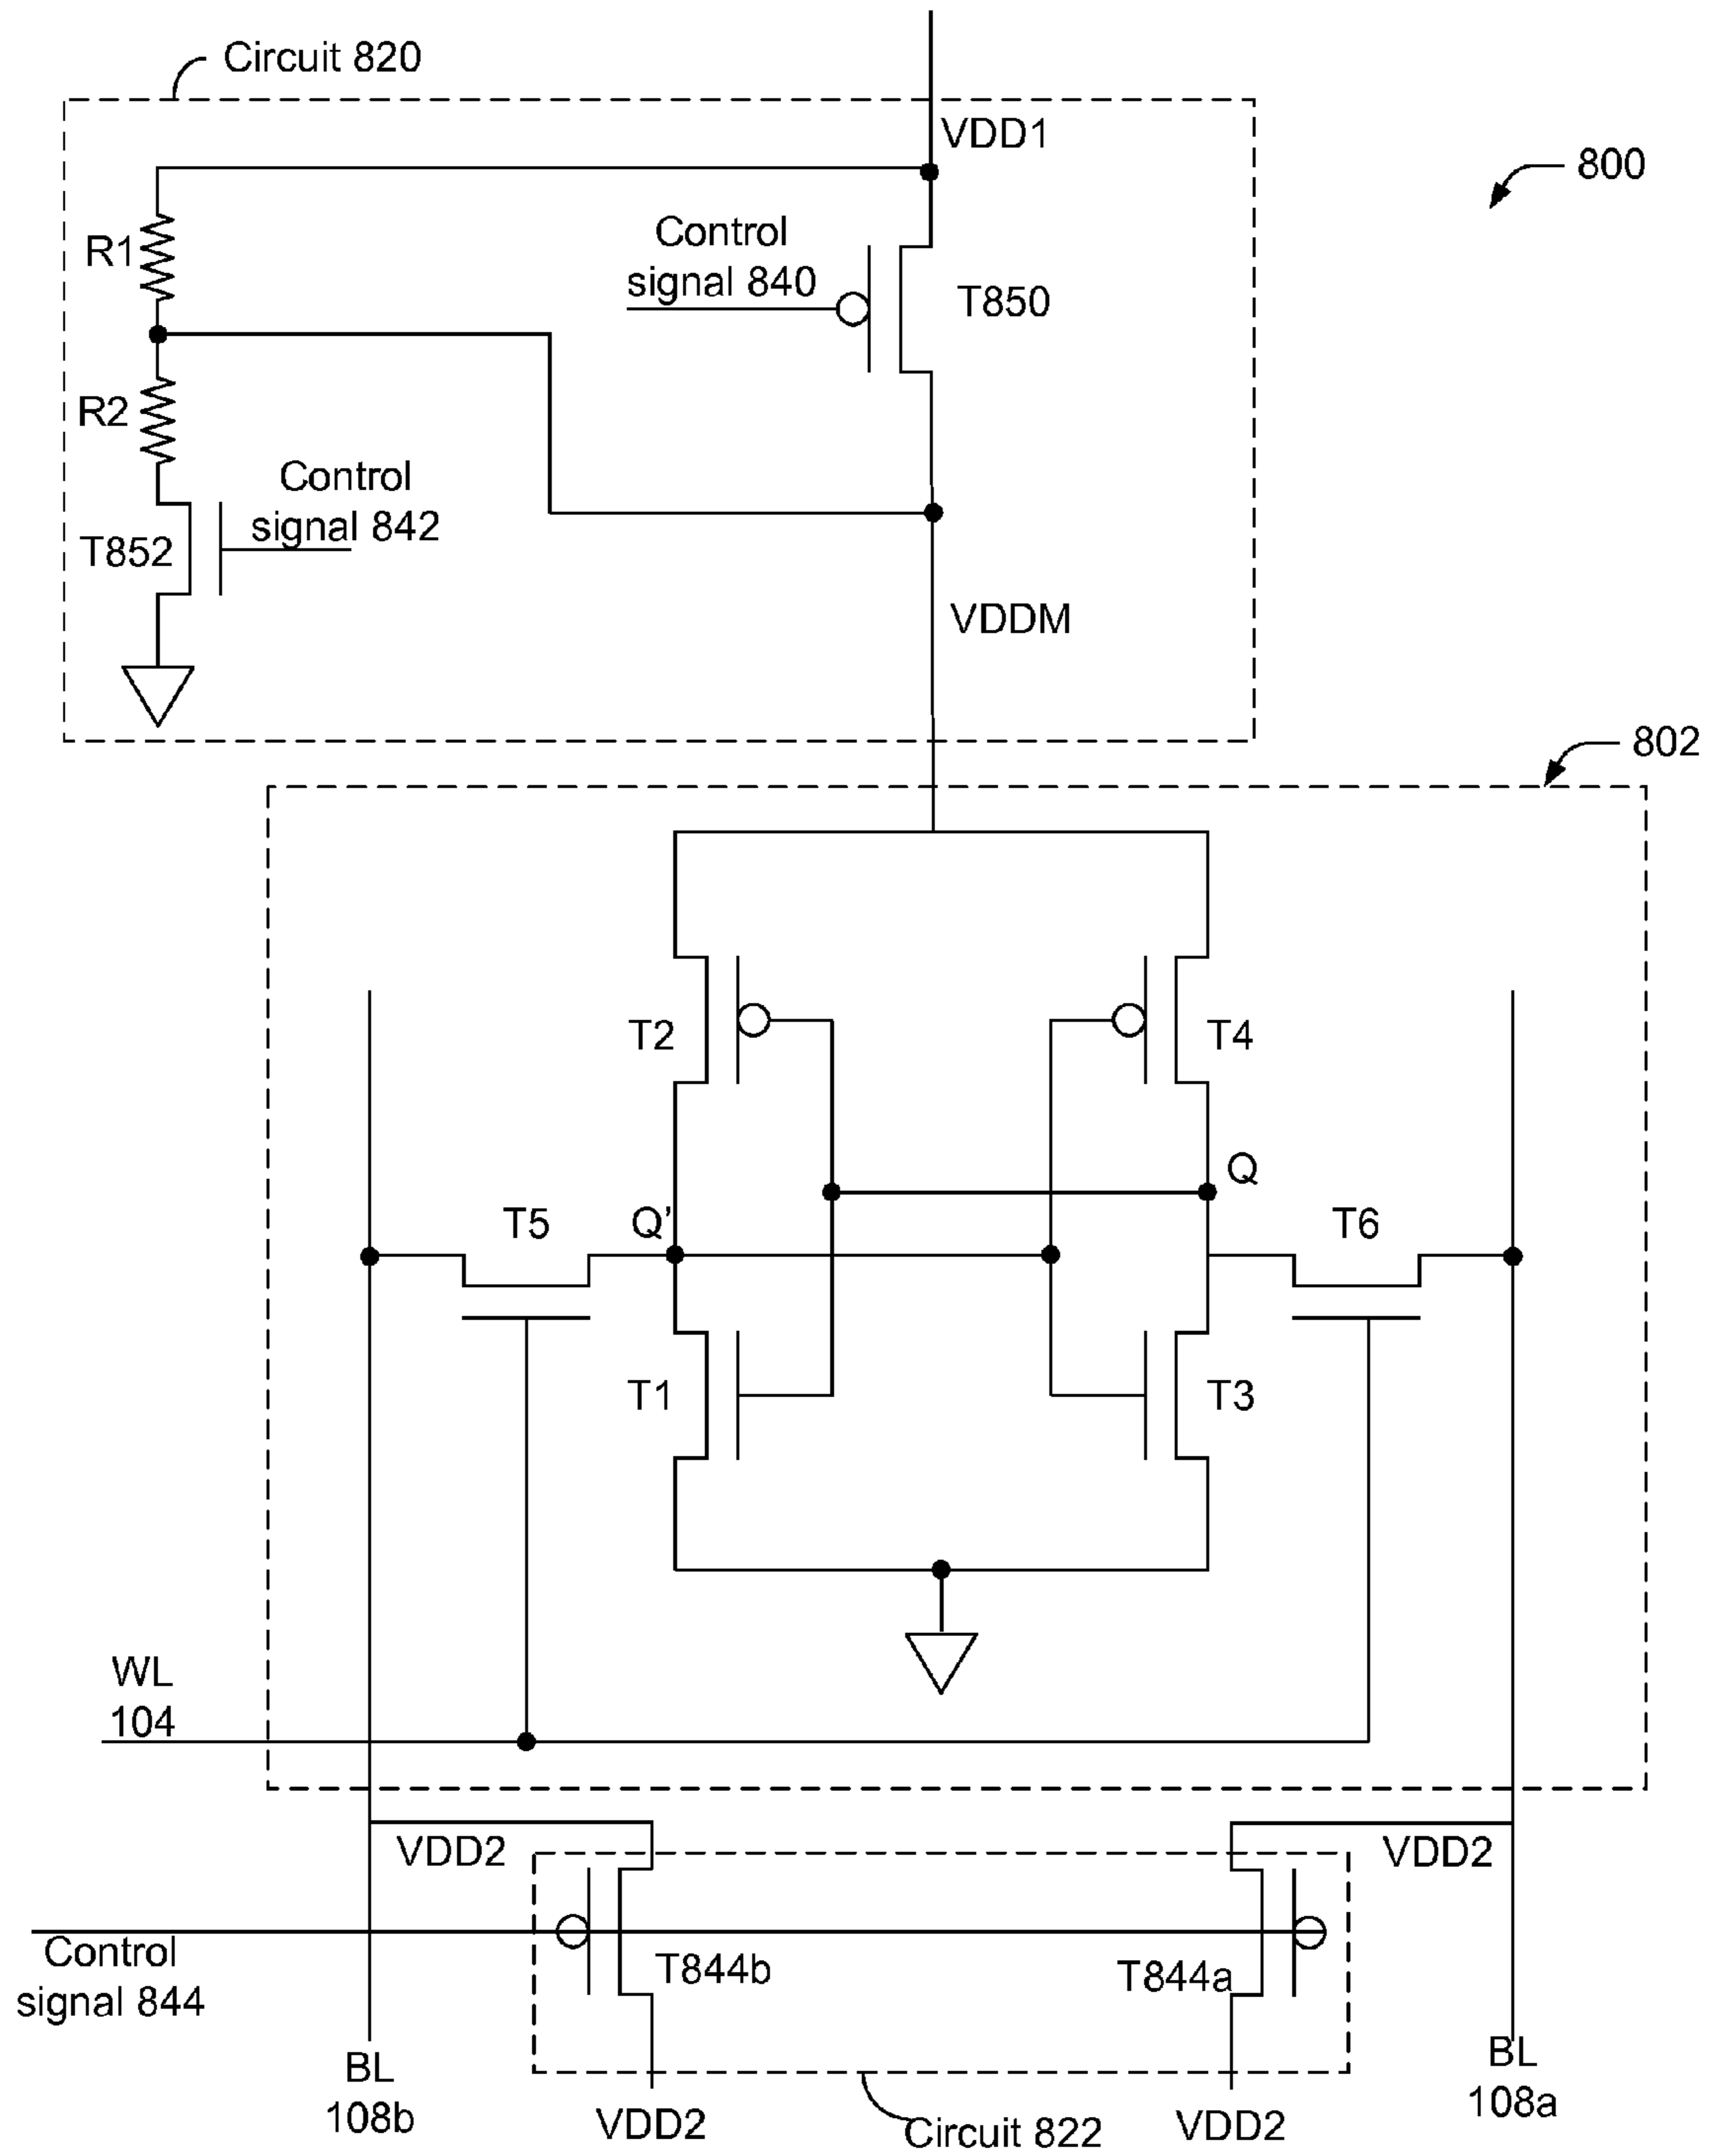 Circuit 820
VDD1
800
Control
signal 840
R1
T850
R2
Control
signal 842
T852
VDDM
802
T2
T4
Q
Q'
T5
T6
T1
T3
WL
104
VDD2
VDD2
Control
signal 844
T844b
T844a
BL
108b
VDD2
Circuit 822
VDD2
BL
108a